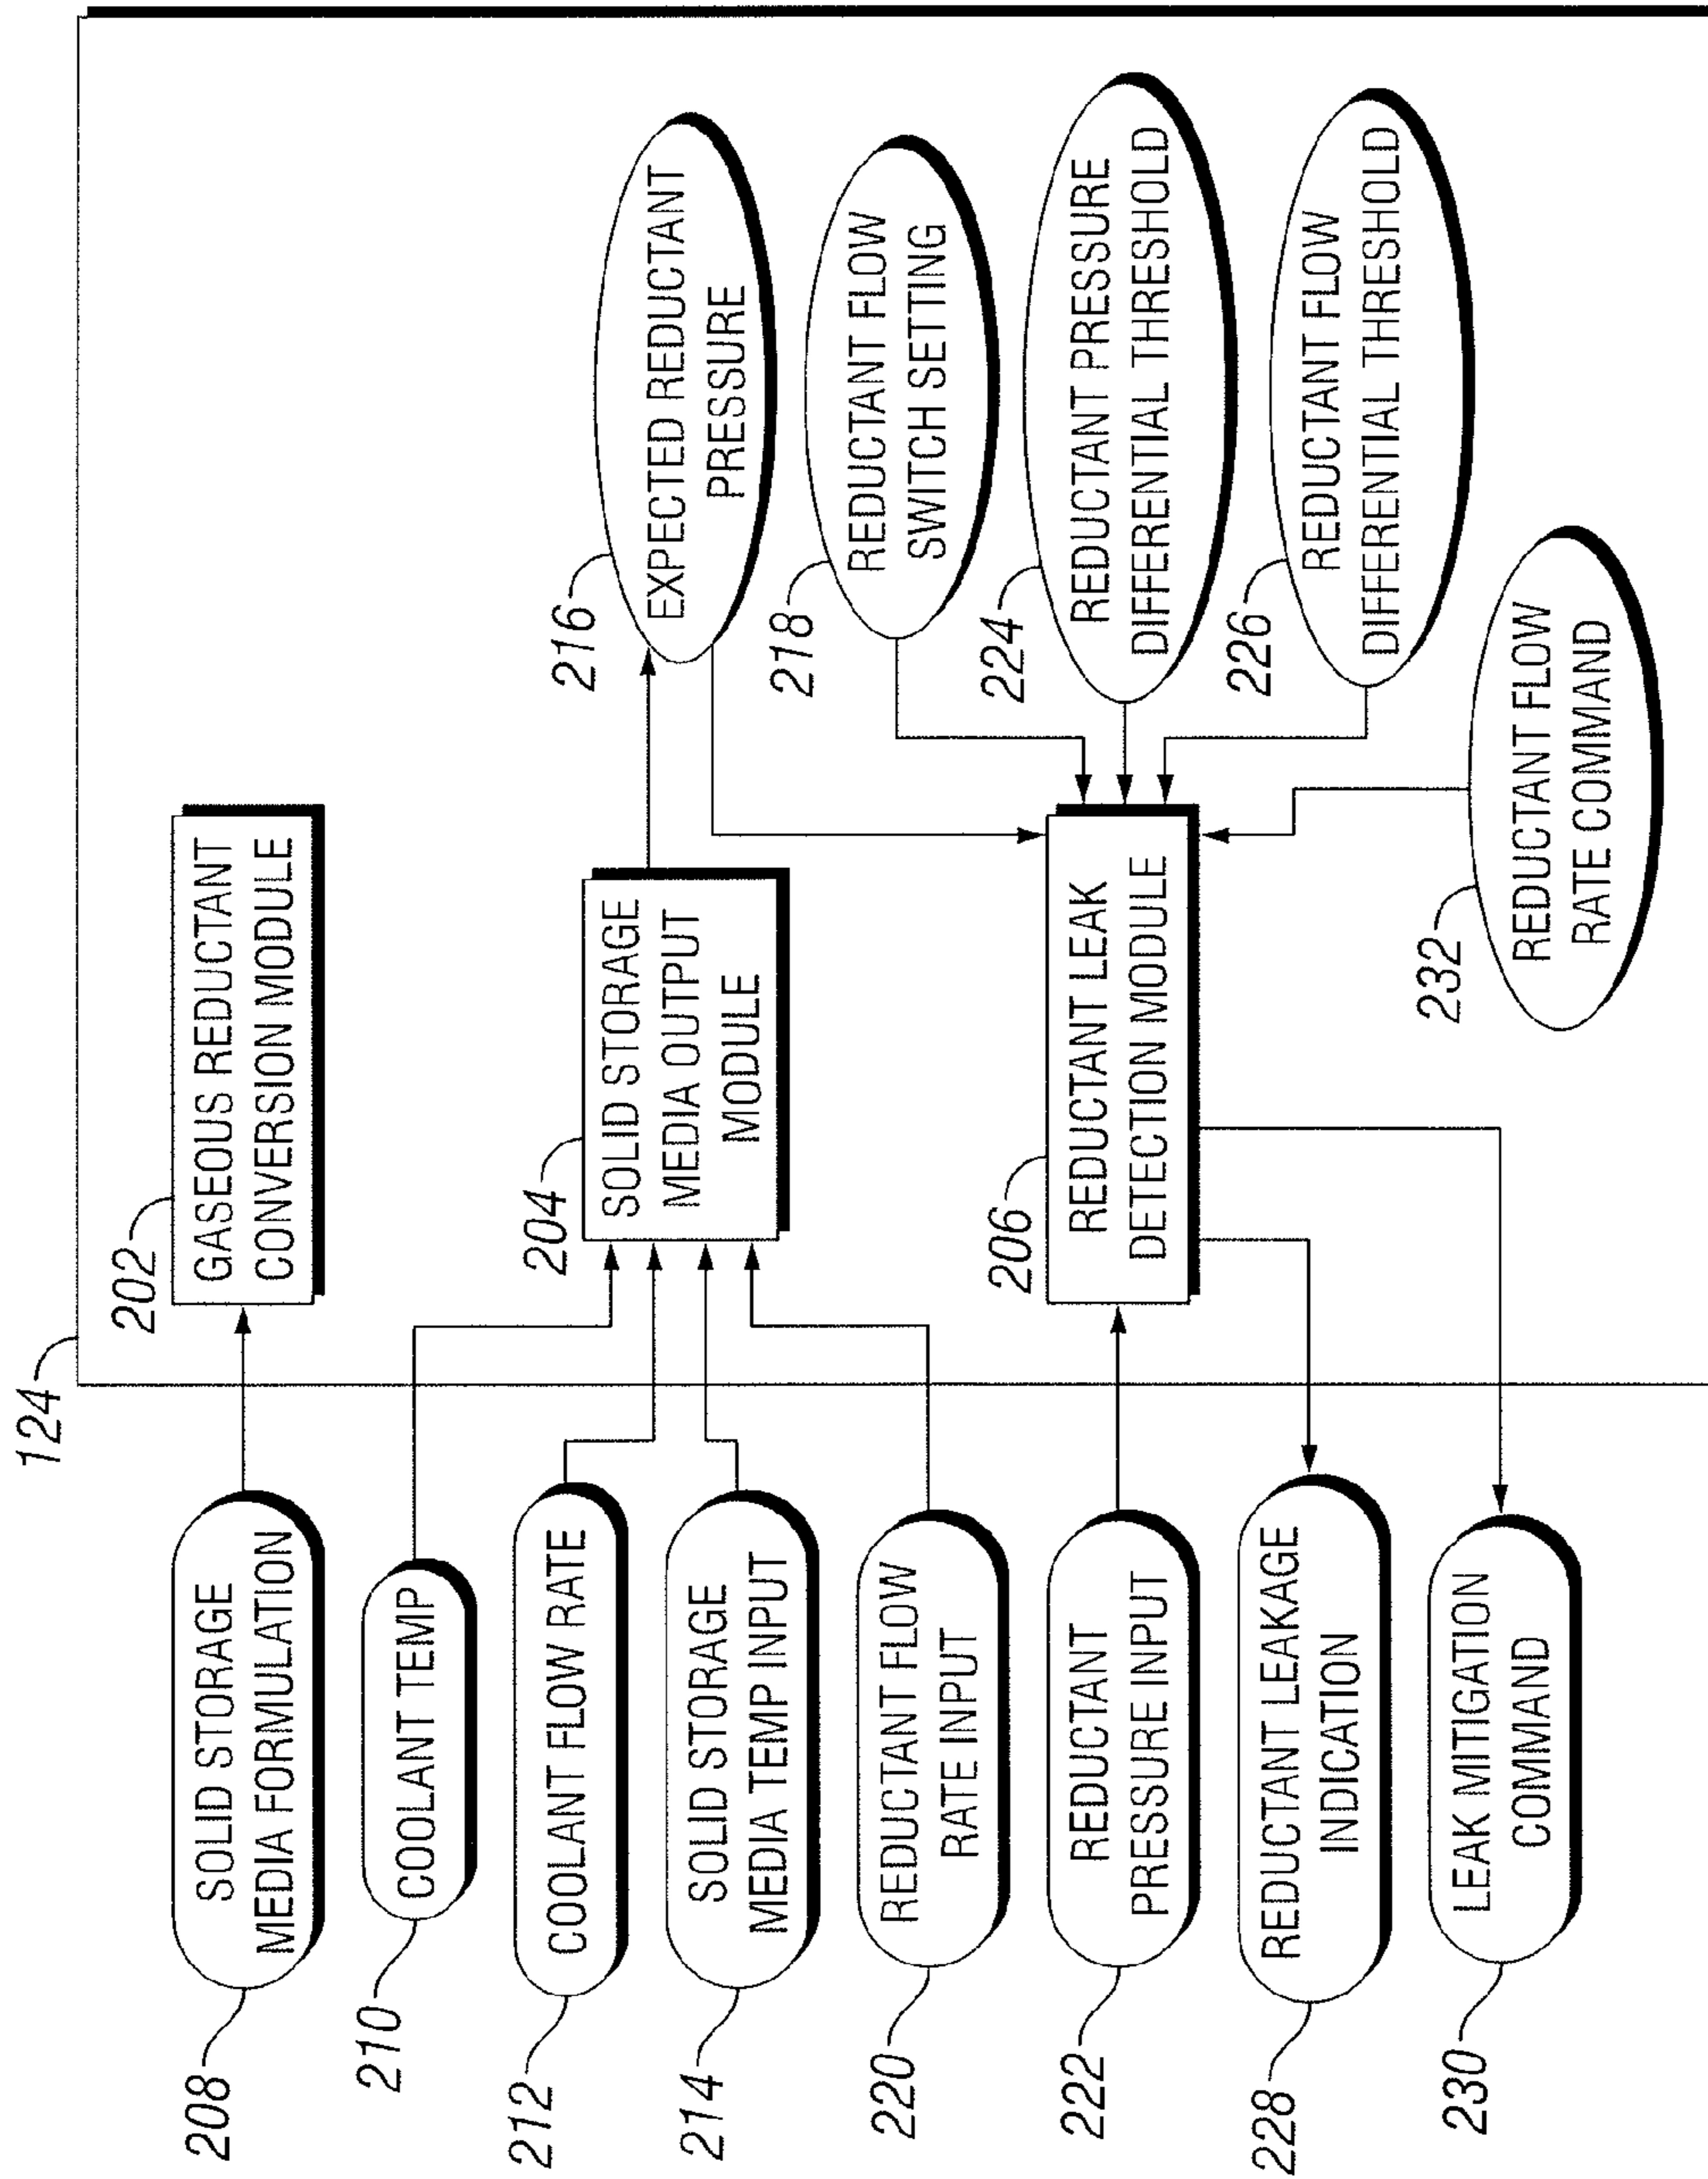 124
208
SOLID STORAGE
MEDIA FORMULATION
202
GASEOUS REDUCTANT
CONVERSION MODULE
210
COOLANT TEMP
212
COOLANT FLOW RATE
214
SOLID STORAGE
MEDIA TEMP INPUT
220
REDUCTANT FLOW
RATE INPUT
204
SOLID STORAGE
MEDIA OUTPUT
MODULE
216
EXPECTED REDUCTANT
PRESSURE
218
REDUCTANT FLOW
SWITCH SETTING
222
REDUCTANT
PRESSURE INPUT
206
REDUCTANT LEAK
DETECTION MODULE
224
REDUCTANT PRESSURE
DIFFERENTIAL THRESHOLD
226
REDUCTANT FLOW
DIFFERENTIAL THRESHOLD
228
REDUCTANT LEAKAGE
INDICATION
230
LEAK MITIGATION
COMMAND
232
REDUCTANT FLOW
RATE COMMAND